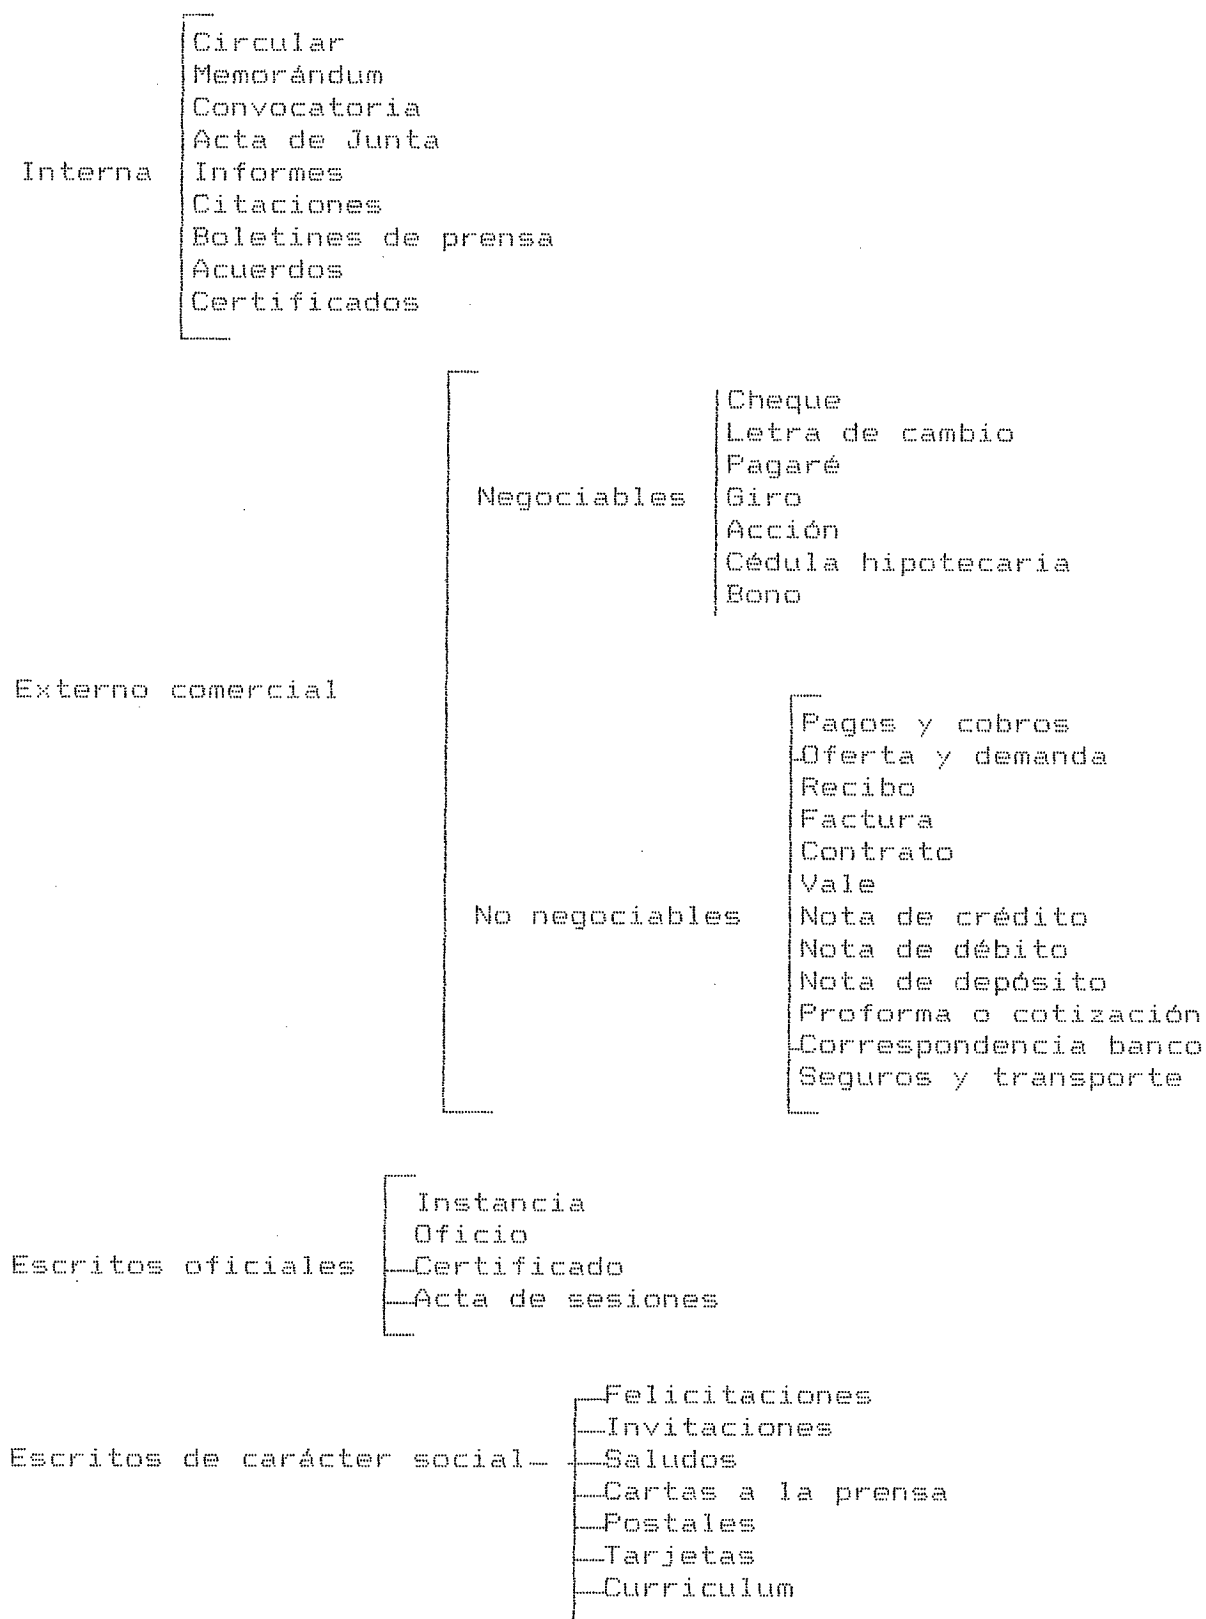 Circular
Memorándum
Convocatoria
Acta de Junta
Interna
Informes
Citaciones
Boletines de prensa
Acuerdos
Certificados
Externo comercial
Negociables
Cheque
Letra de cambio
Pagaré
Giro
Acción
Cédula hipotecaria
Bono
No negociables
Pagos y cobros
Oferta y demanda
Recibo
Factura
Contrato
Vale
Nota de crédito
Nota de débito
Nota de depósito
Proforma o cotización
Correspondencia banco
Seguros y transporte
Escritos oficiales
Instancia
Oficio
Certificado
Acta de sesiones
Escritos de carácter social
Felicitaciones
Invitaciones
Saludos
Cartas a la prensa
Postales
Tarjetas
Curriculum